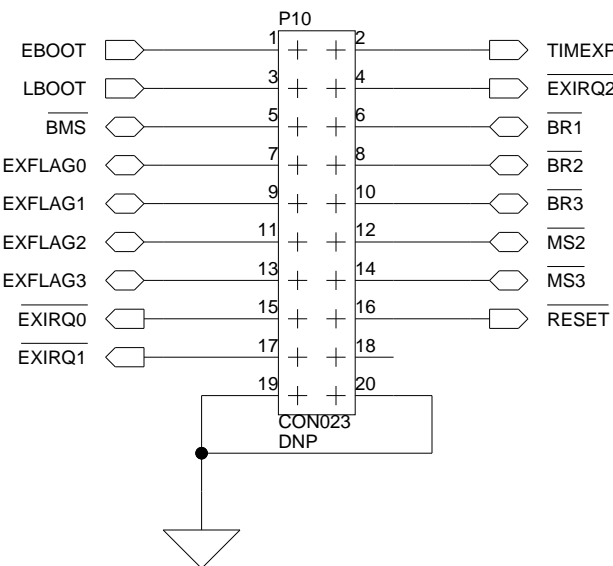 P10
EBOOT 1 2 TIMEXP
LBOOT 3 4 EXIRQ2
BMS 5 6 BR1
EXFLAG0 7 8 BR2
EXFLAG1 9 10 BR3
EXFLAG2 11 12 MS2
EXFLAG3 13 14 MS3
EXIRQ0 15 16 RESET
EXIRQ1 17 18
19 20
CON023
DNP